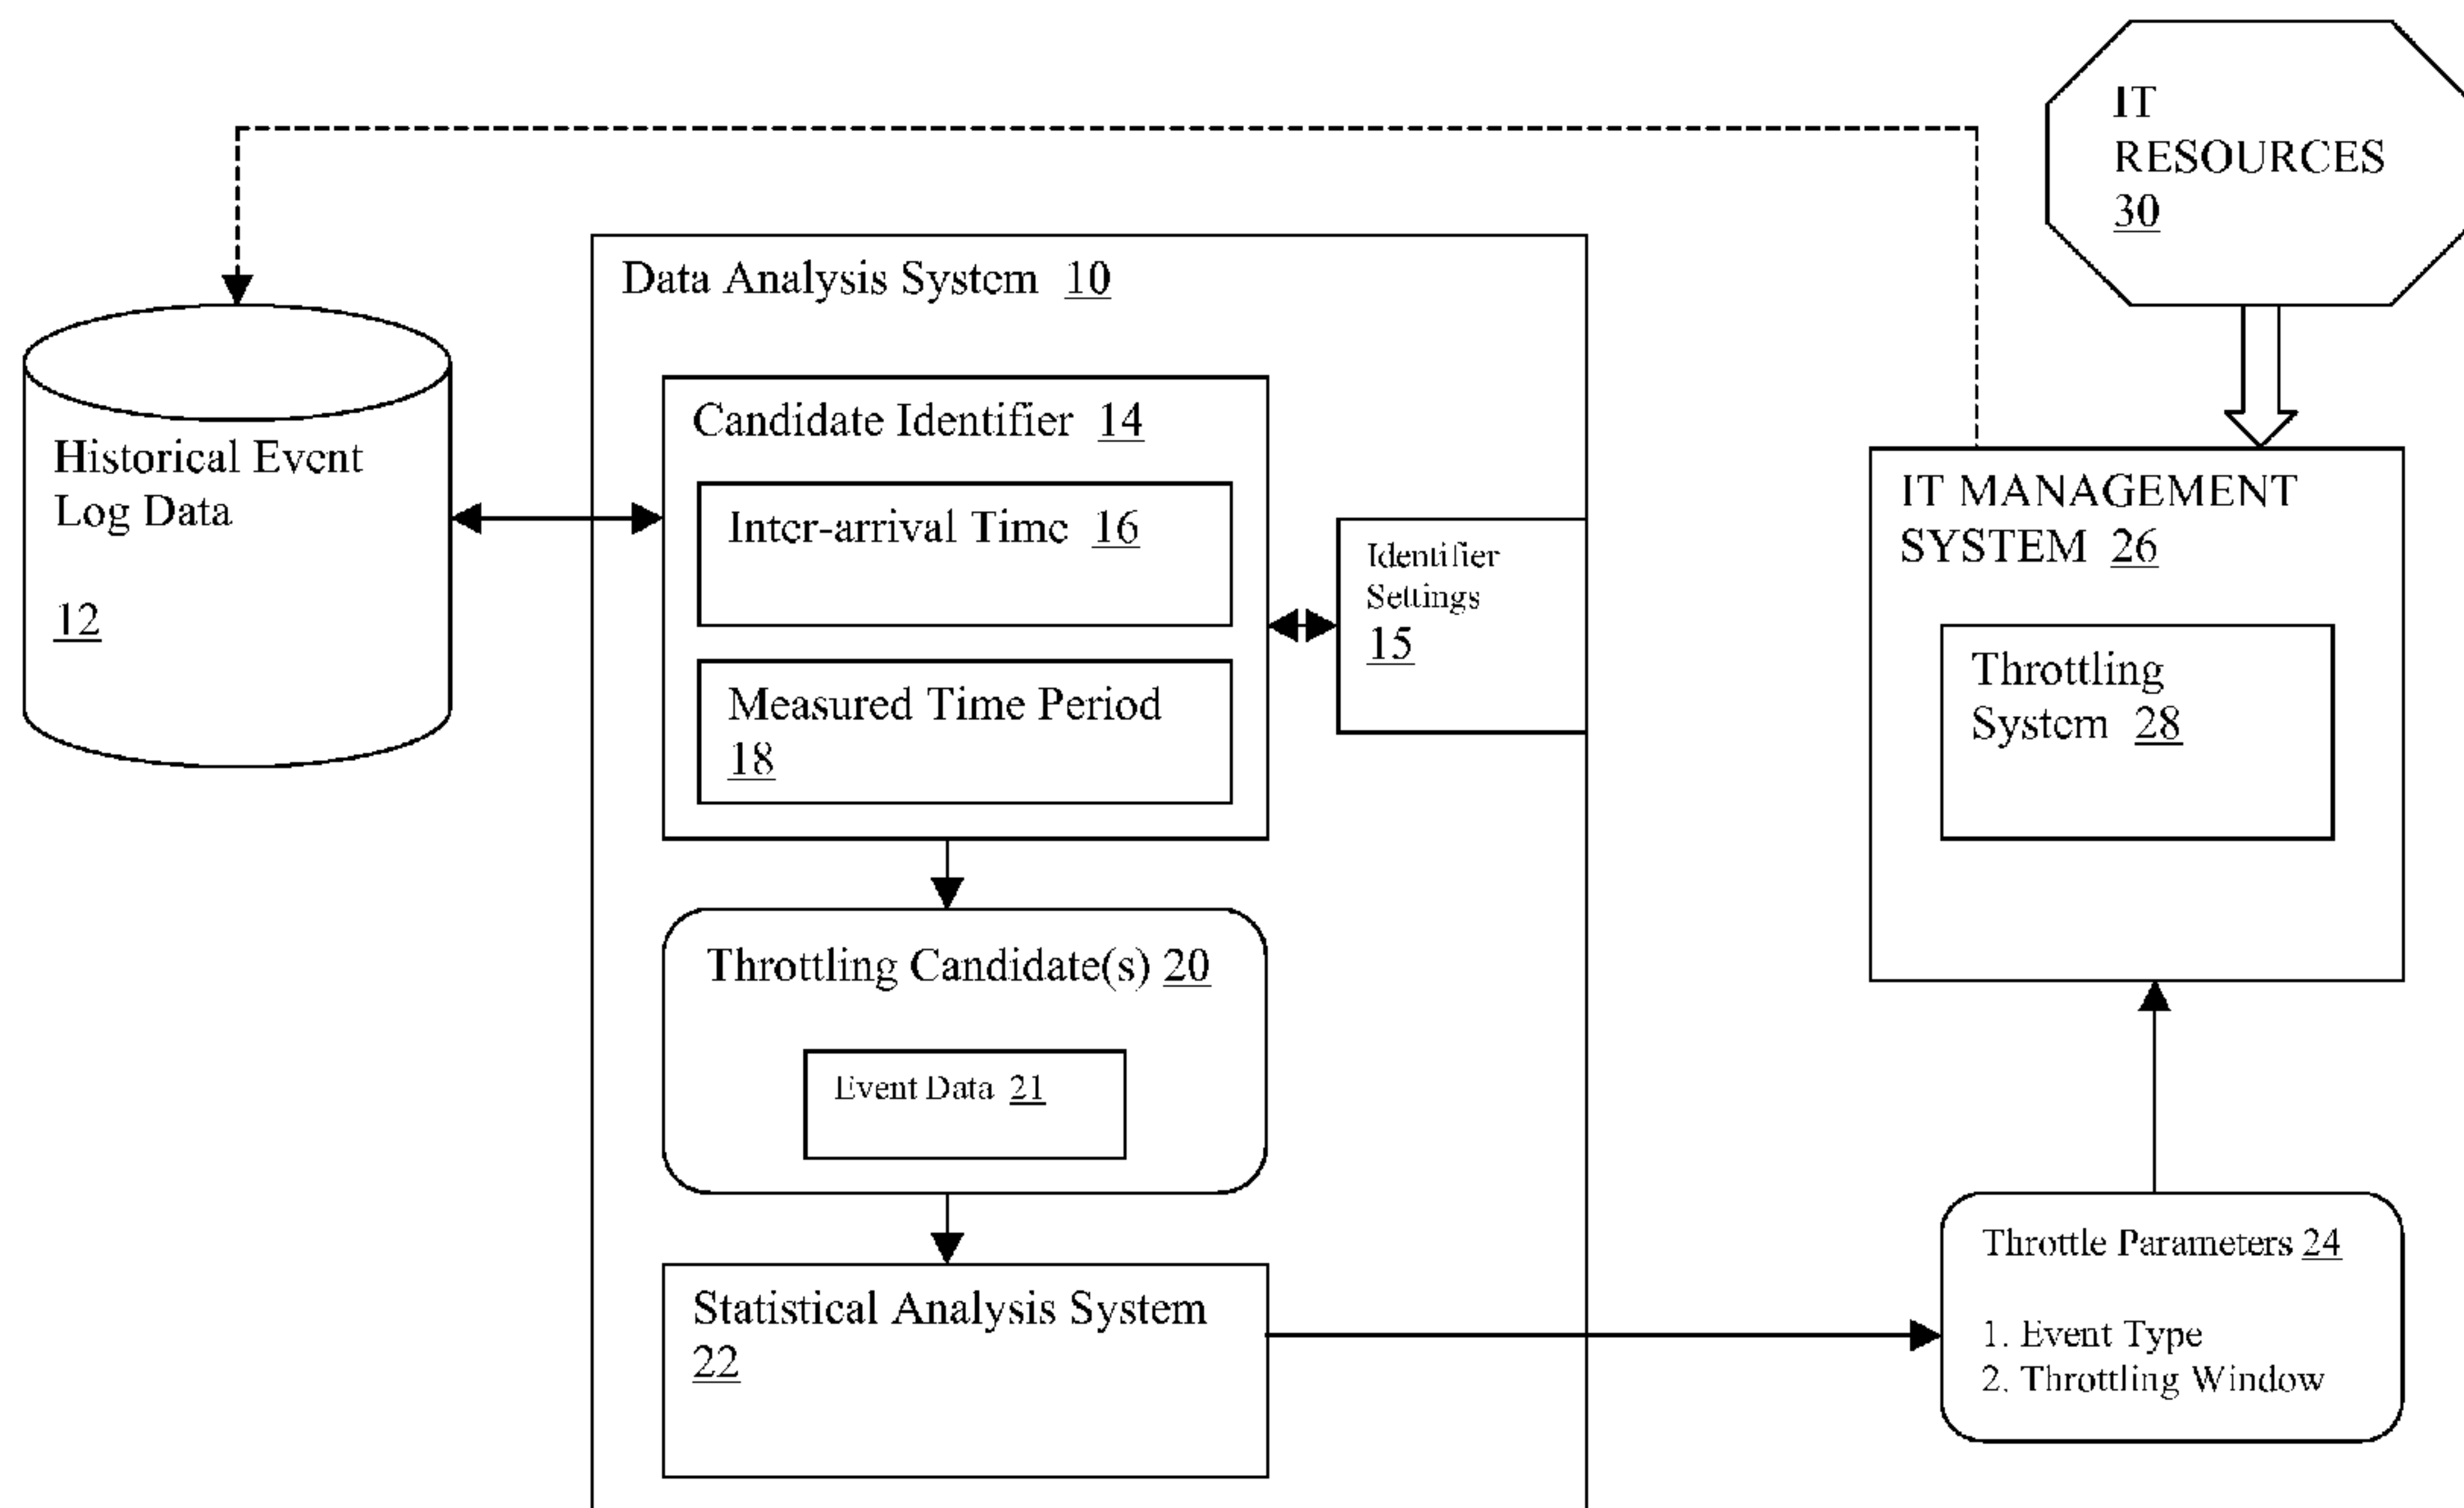 IT
RESOURCES
30
Data Analysis System 10
Historical Event
Log Data
12
Candidate Identifier 14
Inter-arrival Time 16
Measured Time Period
18
Identifier
Settings
15
IT MANAGEMENT
SYSTEM 26
Throttling
System 28
Throttling Candidate(s) 20
Event Data 21
Statistical Analysis System
22
Throttle Parameters 24
1. Event Type
2. Throttling Window